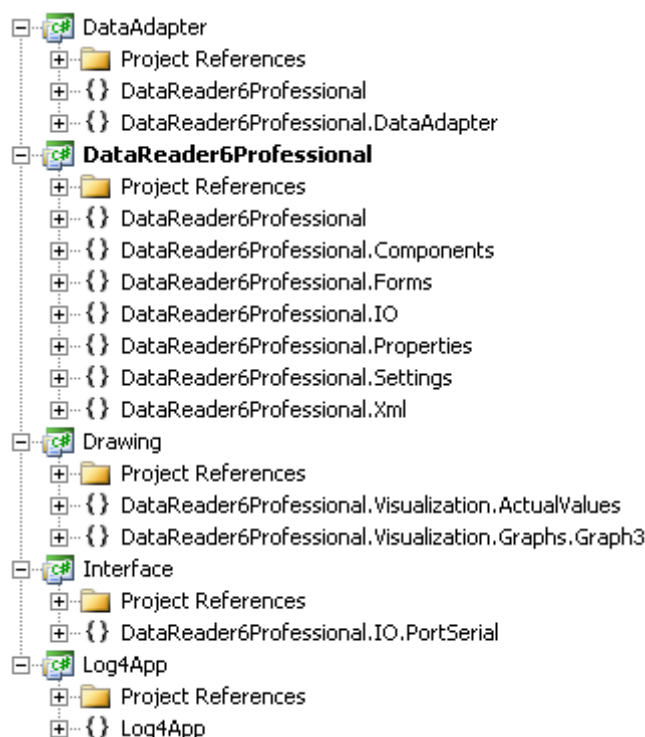 DataAdapter
Project References
{} DataReader6Professional
{} DataReader6Professional.DataAdapter
DataReader6Professional
Project References
{} DataReader6Professional
{} DataReader6Professional.Components
{} DataReader6Professional.Forms
{} DataReader6Professional.IO
{} DataReader6Professional.Properties
{} DataReader6Professional.Settings
{} DataReader6Professional.Xml
Drawing
Project References
{} DataReader6Professional.Visualization.ActualValues
{} DataReader6Professional.Visualization.Graphs.Graph3
Interface
Project References
{} DataReader6Professional.IO.PortSerial
Log4App
Project References
{} Log4App